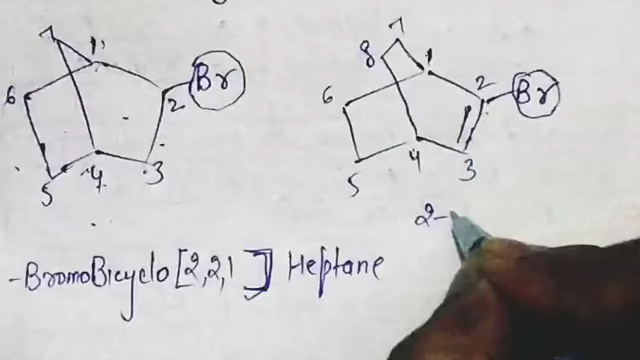 7 1 Br 2 3 4 5 6
7 8 1 2 Br 3 4 5 6
2-
-BromoBicyclo [2,2,1] Heptane